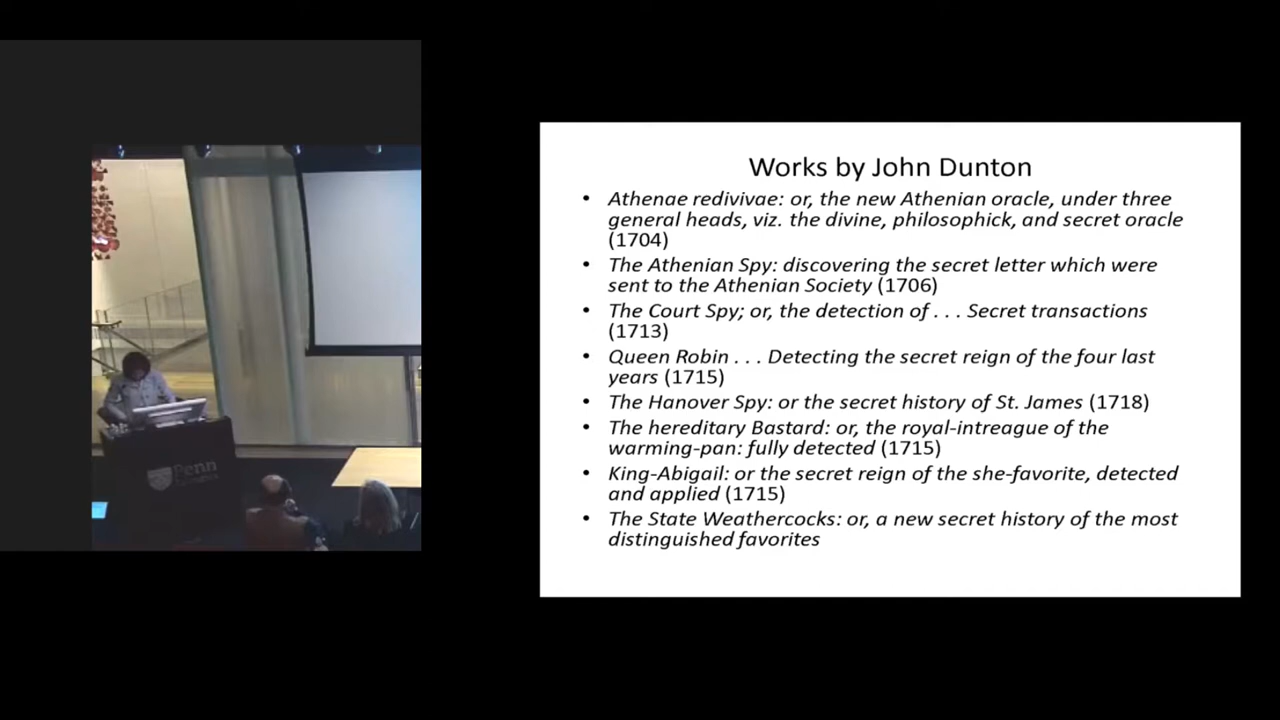 Works by John Dunton
• Athenae redivivae: or, the new Athenian oracle, under three
general heads, viz. the divine, philosophick, and secret oracle
(1704)
• The Athenian Spy: discovering the secret letter which were
sent to the Athenian Society (1706)
• The Court Spy; or, the detection of . . . Secret transactions
(1713)
• Queen Robin . . . Detecting the secret reign of the four last
years (1715)
• The Hanover Spy: or the secret history of St. James (1718)
• The hereditary Bastard: or, the royal-intreague of the
warming-pan: fully detected (1715)
• King-Abigail: or the secret reign of the she-favorite, detected
and applied (1715)
• The State Weathercocks: or, a new secret history of the most
distinguished favorites
Penn